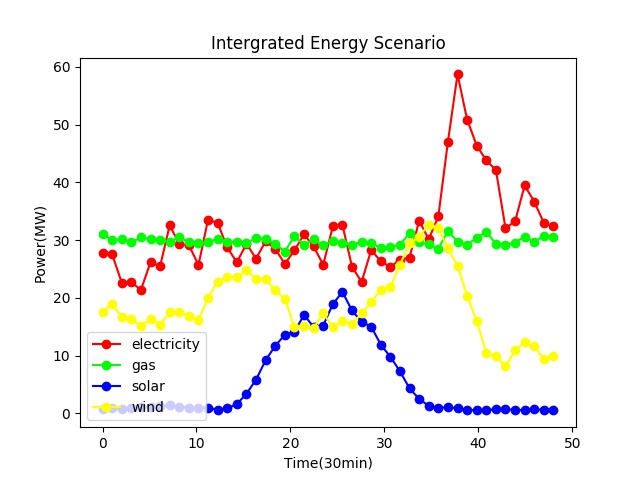 Intergrated Energy Scenario
60
50
40
30
20
10
0
Power(MW)
electricity
gas
solar
wind
0 10 20 30 40 50
Time(30min)